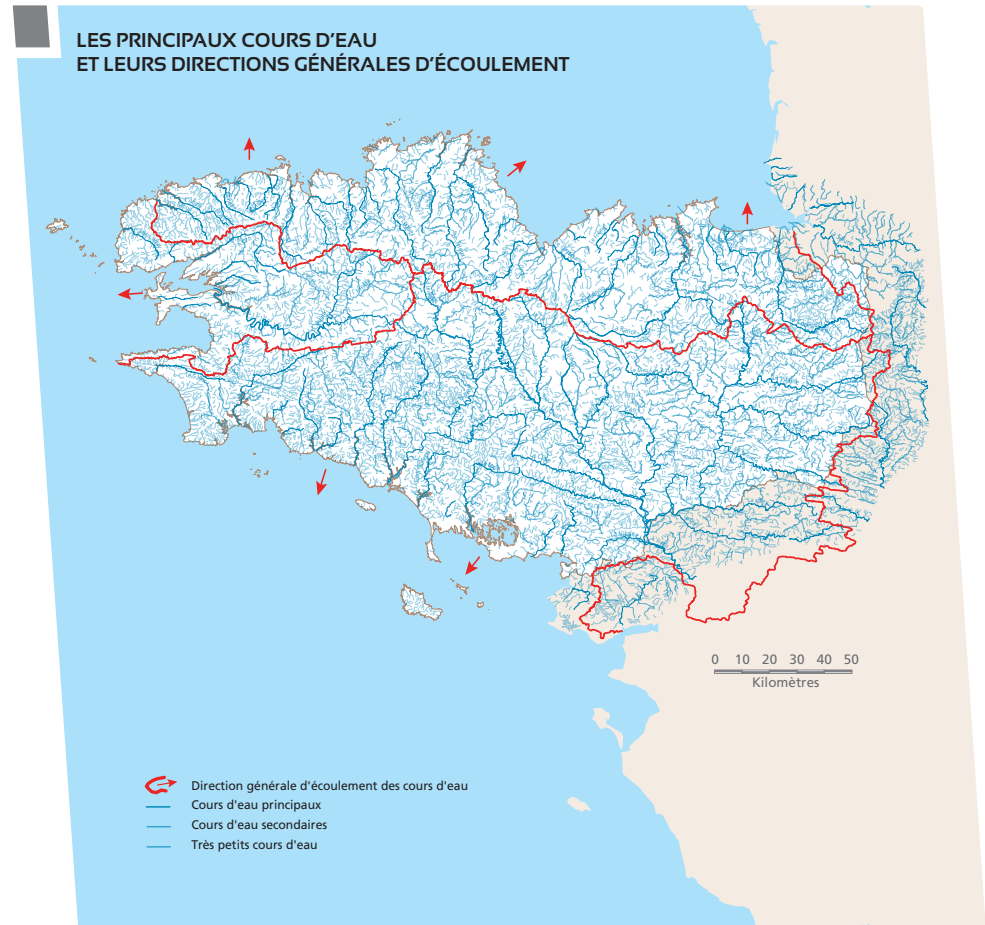 LES PRINCIPAUX COURS D'EAU
ET LEURS DIRECTIONS GÉNÉRALES D'ÉCOULEMENT
0 10 20 30 40 50
Kilomètres
Direction générale d'écoulement des cours d'eau
Cours d'eau principaux
Cours d'eau secondaires
Très petits cours d'eau